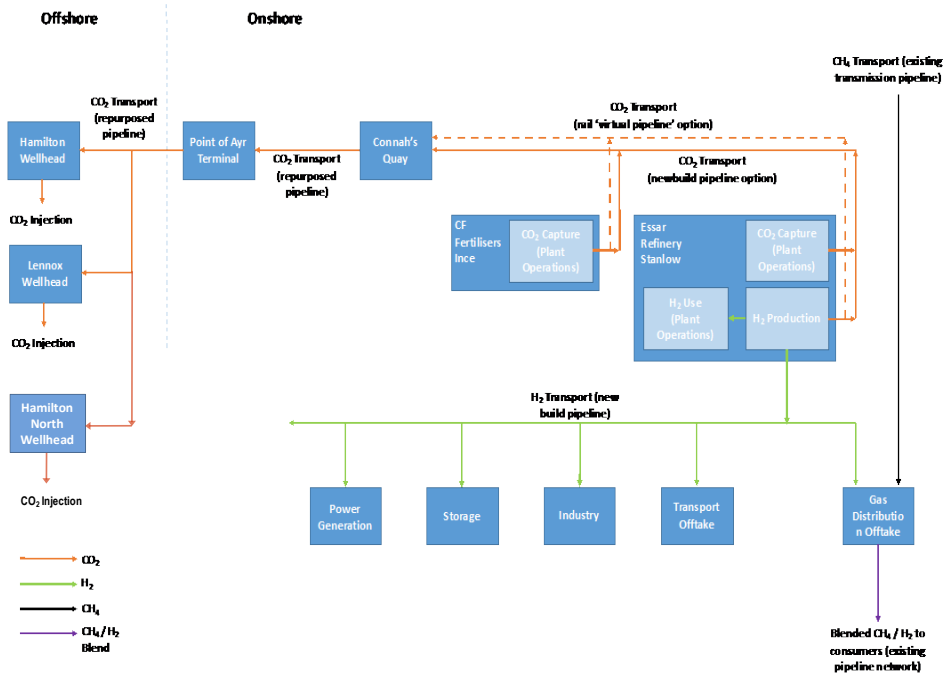 Offshore
Onshore
CH₄ Transport (existing
transmission pipeline)
CO₂ Transport
(repurposed
pipeline)
CO₂ Transport
(rail 'virtual pipeline' option)
Hamilton
Wellhead
Point of Ayr
Terminal
Connah's
Quay
CO₂ Transport
(repurposed
pipeline)
CO₂ Transport
(newbuild pipeline option)
CO₂ Injection
CF
Fertilisers
Ince
CO₂ Capture
(Plant
Operations)
Essar
Refinery
Stanlow
CO₂ Capture
(Plant
Operations)
Lennox
Wellhead
H₂ Use
(Plant
Operations)
H₂ Production
CO₂ Injection
Hamilton
North
Wellhead
H₂ Transport (new
build pipeline)
CO₂ Injection
Power
Generation
Storage
Industry
Transport
Offtake
Gas
Distributio
n Offtake
CO₂
H₂
CH₄
CH₄ / H₂
Blend
Blended CH₄ / H₂ to
consumers (existing
pipeline network)